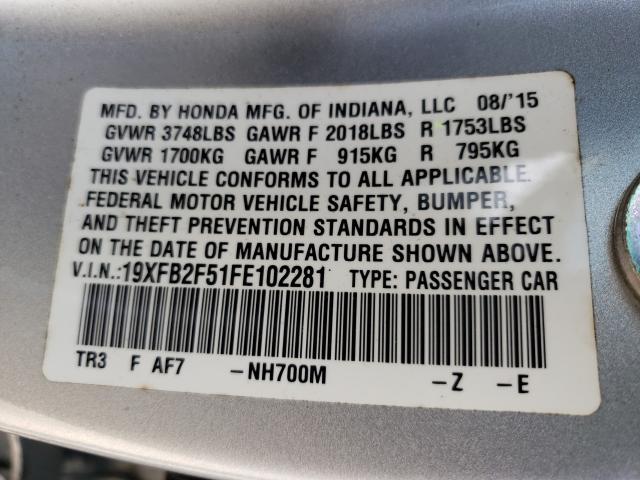 MFD. BY HONDA MFG. OF INDIANA, LLC 08/'15
GVWR 3748LBS GAWR F 2018LBS R 1753LBS
GVWR 1700KG GAWR F 915KG R 795KG
THIS VEHICLE CONFORMS TO ALL APPLICABLE
FEDERAL MOTOR VEHICLE SAFETY, BUMPER,
AND THEFT PREVENTION STANDARDS IN EFFECT
ON THE DATE OF MANUFACTURE SHOWN ABOVE.
V.I.N.:19XFB2F51FE102281 TYPE: PASSENGER CAR
TR3 F AF7 -NH700M -Z -E